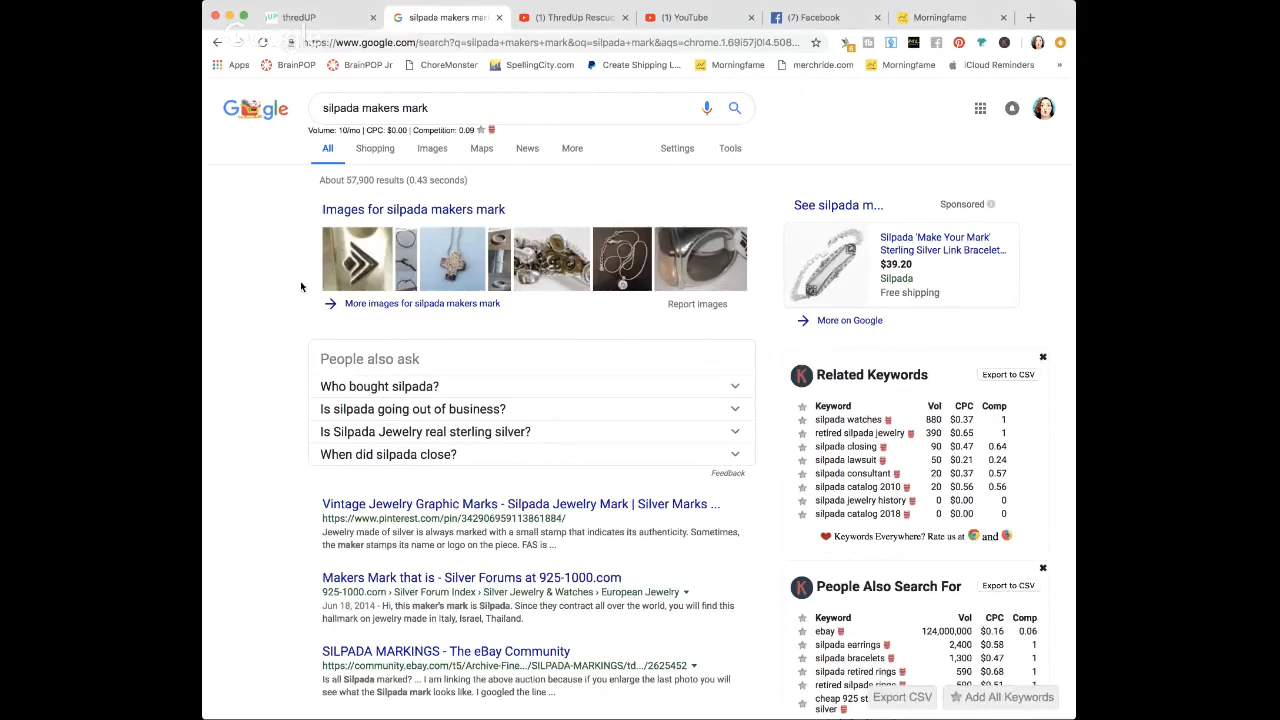 thredUP
silpada makers mar
(1) ThredUp Rescue
(1) YouTube
(7) Facebook
Morningfame
https://www.google.com/search?q=silpada+makers+mark&oq=silpada+mark&aqs=chrome.1.69i57j0l4.508...
Apps
BrainPOP
BrainPOP Jr
ChoreMonster
SpellingCity.com
Create Shipping L...
Morningfame
merchride.com
Morningfame
iCloud Reminders
»
Google
silpada makers mark
Volume: 10/mo | CPC: $0.00 | Competition: 0.09
All
Shopping
Images
Maps
News
More
Settings
Tools
About 57,900 results (0.43 seconds)
Images for silpada makers mark
More images for silpada makers mark
Report images
People also ask
Who bought silpada?
Is silpada going out of business?
Is Silpada Jewelry real sterling silver?
When did silpada close?
Feedback
Vintage Jewelry Graphic Marks - Silpada Jewelry Mark | Silver Marks ...
https://www.pinterest.com/pin/342906959113861884/
Jewelry made of silver is always marked with a small stamp that indicates its authenticity. Sometimes,
the maker stamps its name or logo on the piece. FAS is ...
Makers Mark that is - Silver Forums at 925-1000.com
925-1000.com › Silver Forum Index › Silver Jewelry & Watches › European Jewelry
Jun 18, 2014 - Hi, this maker's mark is Silpada. Since they contract all over the world, you will find this
hallmark on jewelry made in Italy, Israel, Thailand.
SILPADA MARKINGS - The eBay Community
https://community.ebay.com/t5/Archive-Fine.../SILPADA-MARKINGS/td.../2625452
Is all Silpada marked? ... I am linking the above auction because if you enlarge the last photo you will
see what the Silpada mark looks like. I googled the line ...
See silpada m...
Sponsored
Silpada 'Make Your Mark'
Sterling Silver Link Bracelet...
$39.20
Silpada
Free shipping
More on Google
Related Keywords
Export to CSV
Keyword Vol CPC Comp
silpada watches 880 $0.37 1
retired silpada jewelry 390 $0.65 1
silpada closing 90 $0.47 0.64
silpada lawsuit 50 $0.21 0.24
silpada consultant 20 $0.37 0.57
silpada catalog 2010 20 $0.56 0.56
silpada jewelry history 0 $0.00 0
silpada catalog 2018 0 $0.00 0
Keywords Everywhere? Rate us at and
People Also Search For
Export to CSV
Keyword Vol CPC Comp
ebay 124,000,000 $0.16 0.06
silpada earrings 2,400 $0.58 1
silpada bracelets 1,300 $0.47 1
silpada retired rings 590 $0.68 1
retired silpada rings 590 $0.51 1
cheap 925 st
silver
Export CSV
Add All Keywords